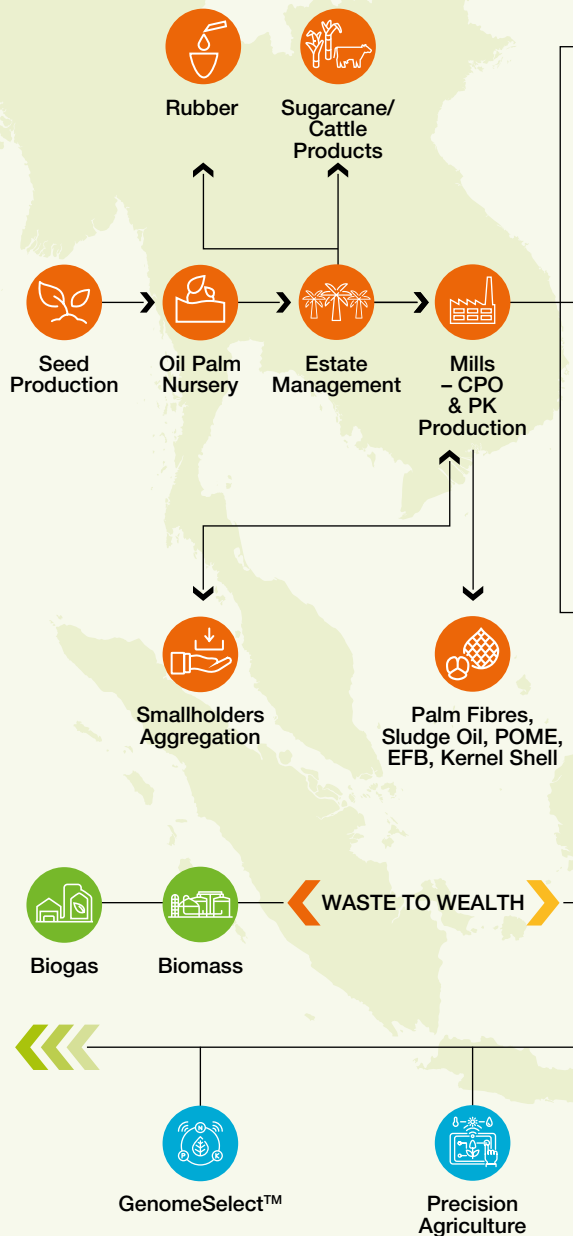 Rubber
Sugarcane/
Cattle
Products
Seed
Production
Oil Palm
Nursery
Estate
Management
Mills
– CPO
& PK
Production
Smallholders
Aggregation
Palm Fibres,
Sludge Oil, POME,
EFB, Kernel Shell
WASTE TO WEALTH
Biogas
Biomass
N
P
K
GenomeSelect™
Precision
Agriculture